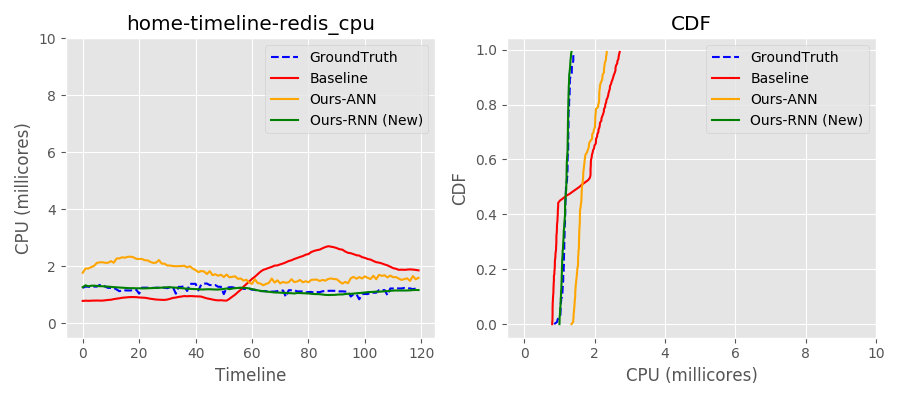 home-timeline-redis_cpu
CPU (millicores)
10
8
6
4
2
0
GroundTruth
Baseline
Ours-ANN
Ours-RNN (New)
0 20 40 60 80 100 120
Timeline
CDF
CDF
1.0
0.8
0.6
0.4
0.2
0.0
GroundTruth
Baseline
Ours-ANN
Ours-RNN (New)
0 2 4 6 8 10
CPU (millicores)